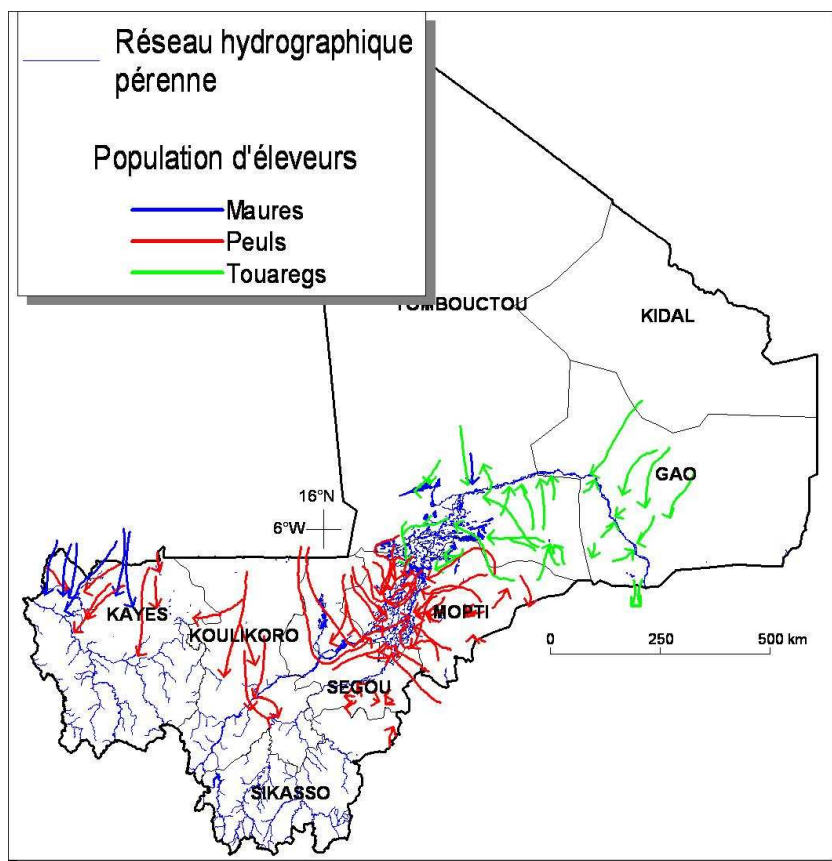 Réseau hydrographique
pérenne
Population d'éleveurs
Maures
Peuls
Touaregs
TOMBOUCTOU
KIDAL
GAO
16°N
6°W
KAYES
MOPTI
KOULIKORO
0 250 500 km
SEGOU
SIKASSO